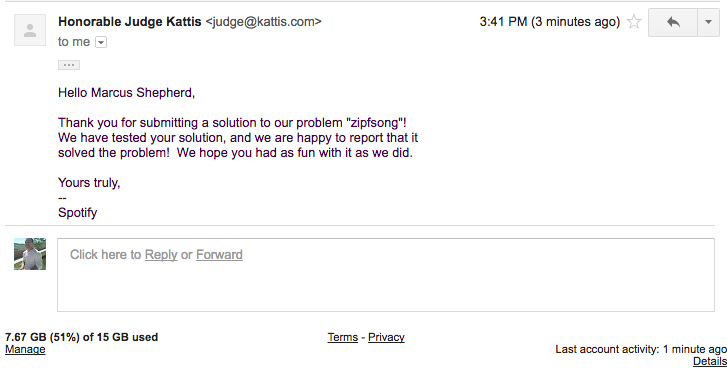 Honorable Judge Kattis <judge@kattis.com> 3:41 PM (3 minutes ago)
to me
Hello Marcus Shepherd,
Thank you for submitting a solution to our problem "zipfsong"!
We have tested your solution, and we are happy to report that it
solved the problem!  We hope you had as fun with it as we did.
Yours truly,
--
Spotify
Click here to Reply or Forward
7.67 GB (51%) of 15 GB used
Manage
Terms - Privacy
Last account activity: 1 minute ago
Details